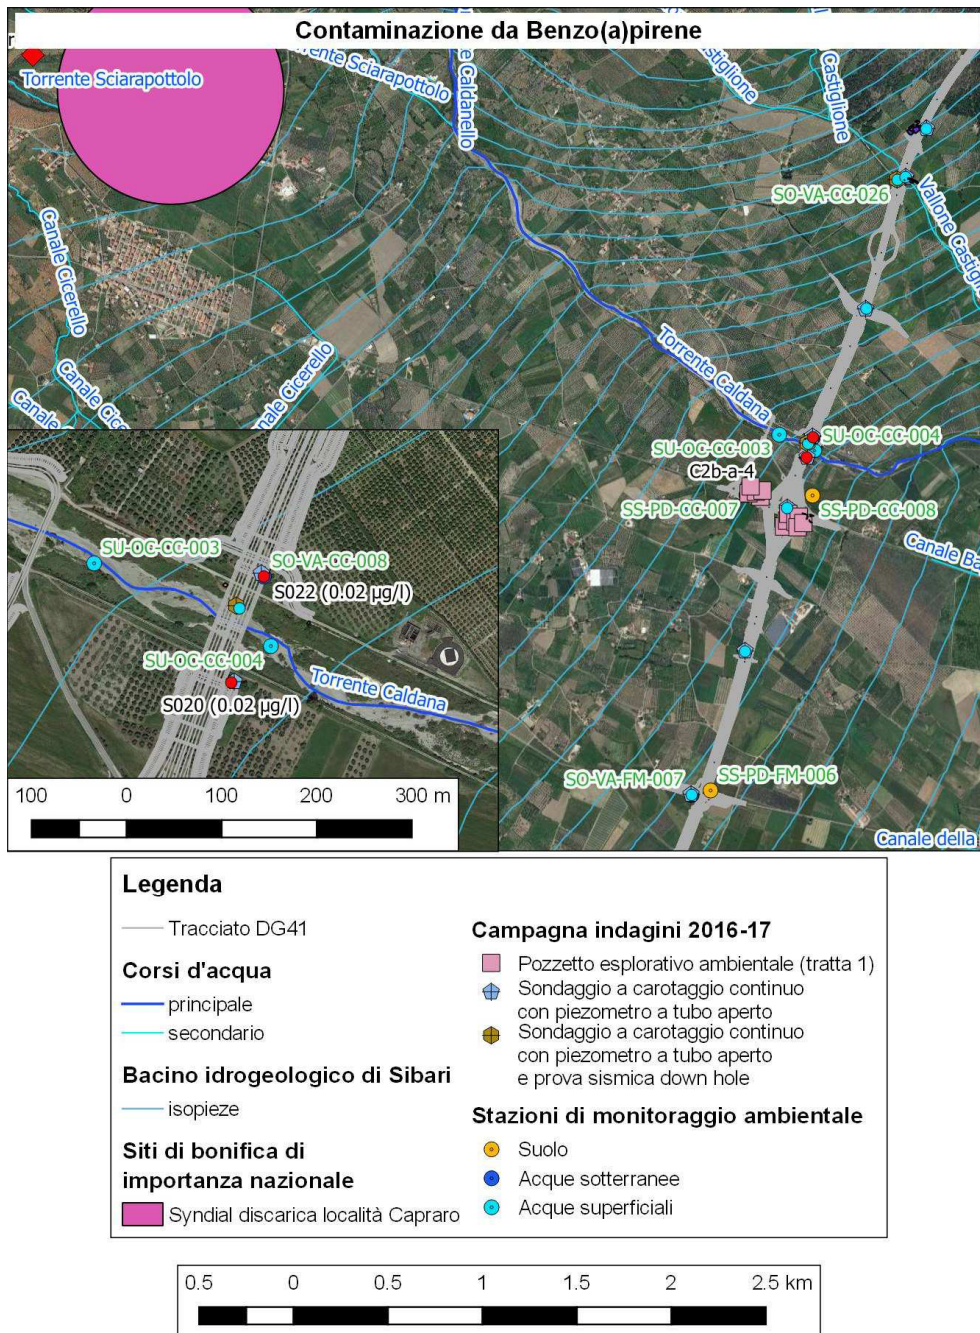 Contaminazione da Benzo(a)pirene
Torrente Sciarapottolo
Torrente Sciarapottolo
Caldanello
Castiglione
Castiglione
SO-VA-CC-026
Vallone Castiglione
Canale Cicerello
Canale Cicerello
Canale
Torrente Caldana
SU-OC-CC-003
SU-OC-CC-004
C2b-a-4
SS-PD-CC-007
SS-PD-CC-008
Canale Ba
SU-OC-CC-003
SO-VA-CC-008
S022 (0.02 µg/l)
SU-OC-CC-004
S020 (0.02 µg/l)
Torrente Caldana
SO-VA-FM-007
SS-PD-FM-006
Canale della
100 0 100 200 300 m
Legenda
Tracciato DG41
Corsi d'acqua
principale
secondario
Bacino idrogeologico di Sibari
isopieze
Siti di bonifica di
importanza nazionale
Syndial discarica località Capraro
Campagna indagini 2016-17
Pozzetto esplorativo ambientale (tratta 1)
Sondaggio a carotaggio continuo
con piezometro a tubo aperto
Sondaggio a carotaggio continuo
con piezometro a tubo aperto
e prova sismica down hole
Stazioni di monitoraggio ambientale
Suolo
Acque sotterranee
Acque superficiali
0.5 0 0.5 1 1.5 2 2.5 km